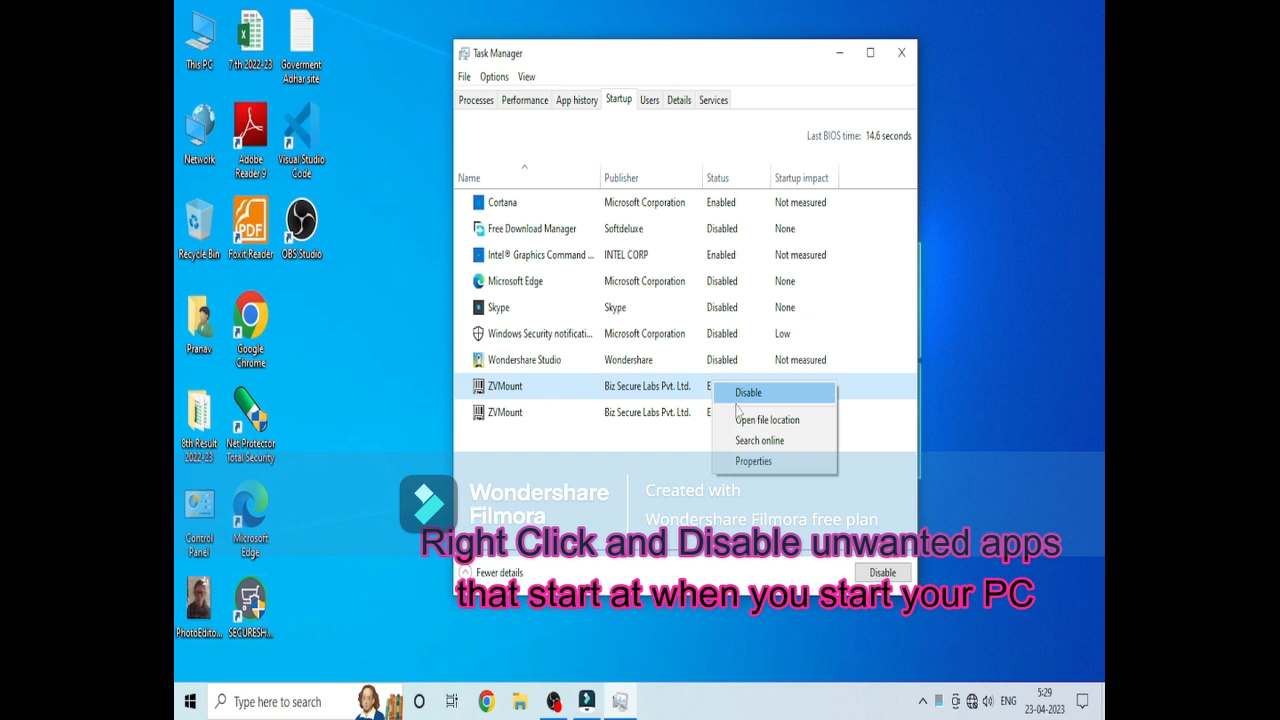 This PC
7 th 2022-23
Goverment
Adhar site
Network
Adobe
Reader 9
Visual Studio
Code
Recycle Bin
Foxit Reader
OBS Studio
Pranav
Google
Chrome
8th Result
2022-23
Net Protector
Total Security
Control
Panel
Microsoft
Edge
PhotoEdito...
SECURESH...
Task Manager
File Options View
Processes Performance App history Startup Users Details Services
Last BIOS time: 14.6 seconds
Name Publisher Status Startup impact
Cortana Microsoft Corporation Enabled Not measured
Free Download Manager Softdeluxe Disabled None
Intel® Graphics Command ... INTEL CORP Enabled Not measured
Microsoft Edge Microsoft Corporation Disabled None
Skype Skype Disabled None
Windows Security notificati... Microsoft Corporation Disabled Low
Wondershare Studio Wondershare Disabled Not measured
ZVMount Biz Secure Labs Pvt. Ltd. E
ZVMount Biz Secure Labs Pvt. Ltd. E
Disable
Open file location
Search online
Properties
Wondershare
Filmora
Created with
Wondershare Filmora free plan
Right Click and Disable unwanted apps
that start at when you start your PC
Fewer details
Disable
Type here to search
ENG
5:29
23-04-2023